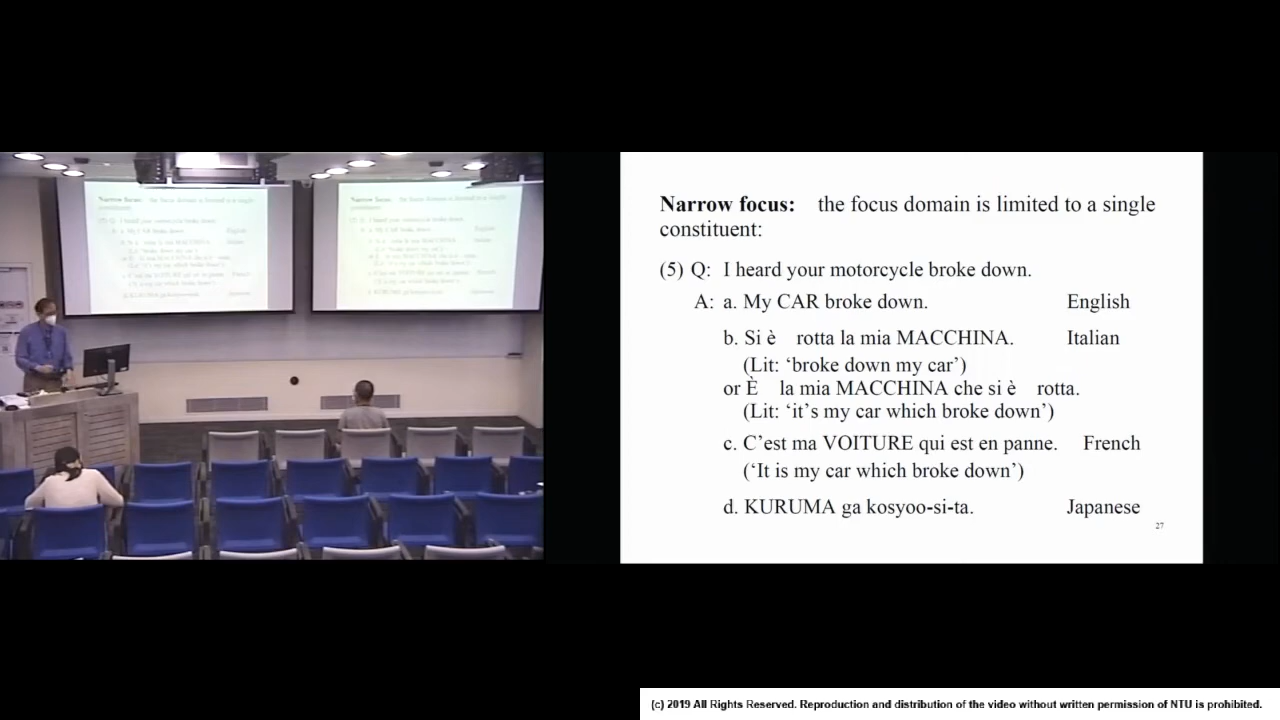 Narrow focus: the focus domain is limited to a single
constituent:
(5) Q: I heard your motorcycle broke down.
A: a. My CAR broke down. English
b. Si è rotta la mia MACCHINA. Italian
(Lit: ‘broke down my car’)
or È la mia MACCHINA che si è rotta.
(Lit: ‘it’s my car which broke down’)
c. C’est ma VOITURE qui est en panne. French
(‘It is my car which broke down’)
d. KURUMA ga kosyoo-si-ta. Japanese
27
(c) 2019 All Rights Reserved. Reproduction and distribution of the video without written permission of NTU is prohibited.